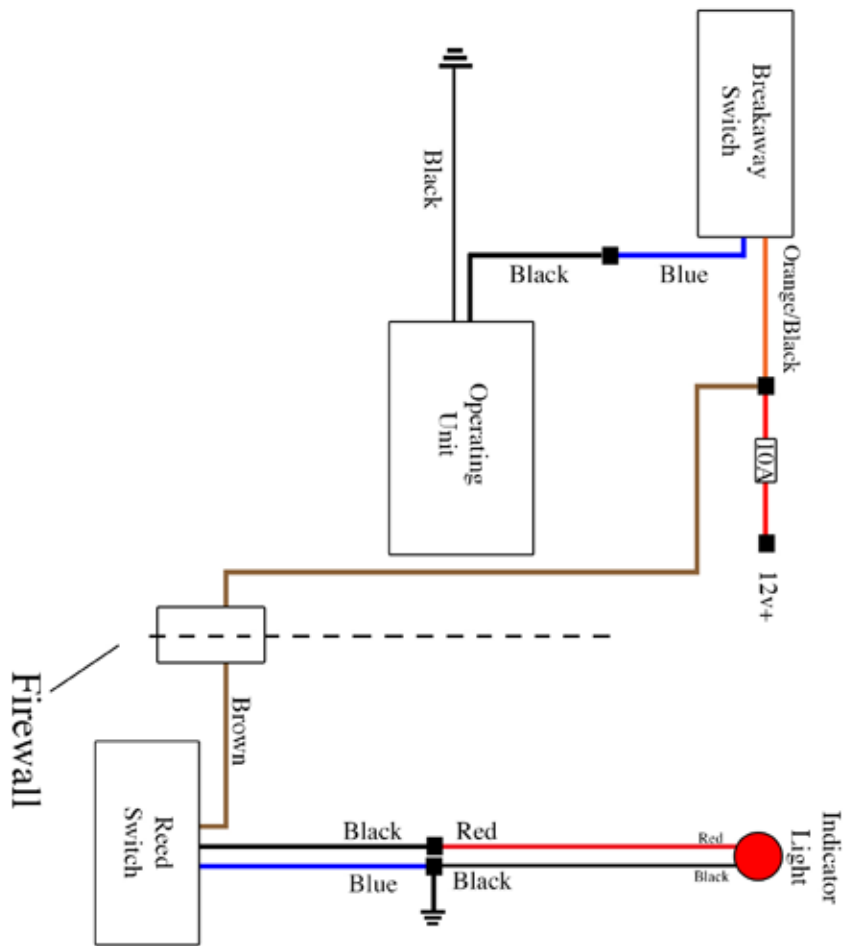 Breakaway
Switch
Black
Black
Blue
Orange/Black
Operating
Unit
10A
12v+
Firewall
Brown
Reed
Switch
Black
Red
Blue
Black
Red
Black
Indicator
Light